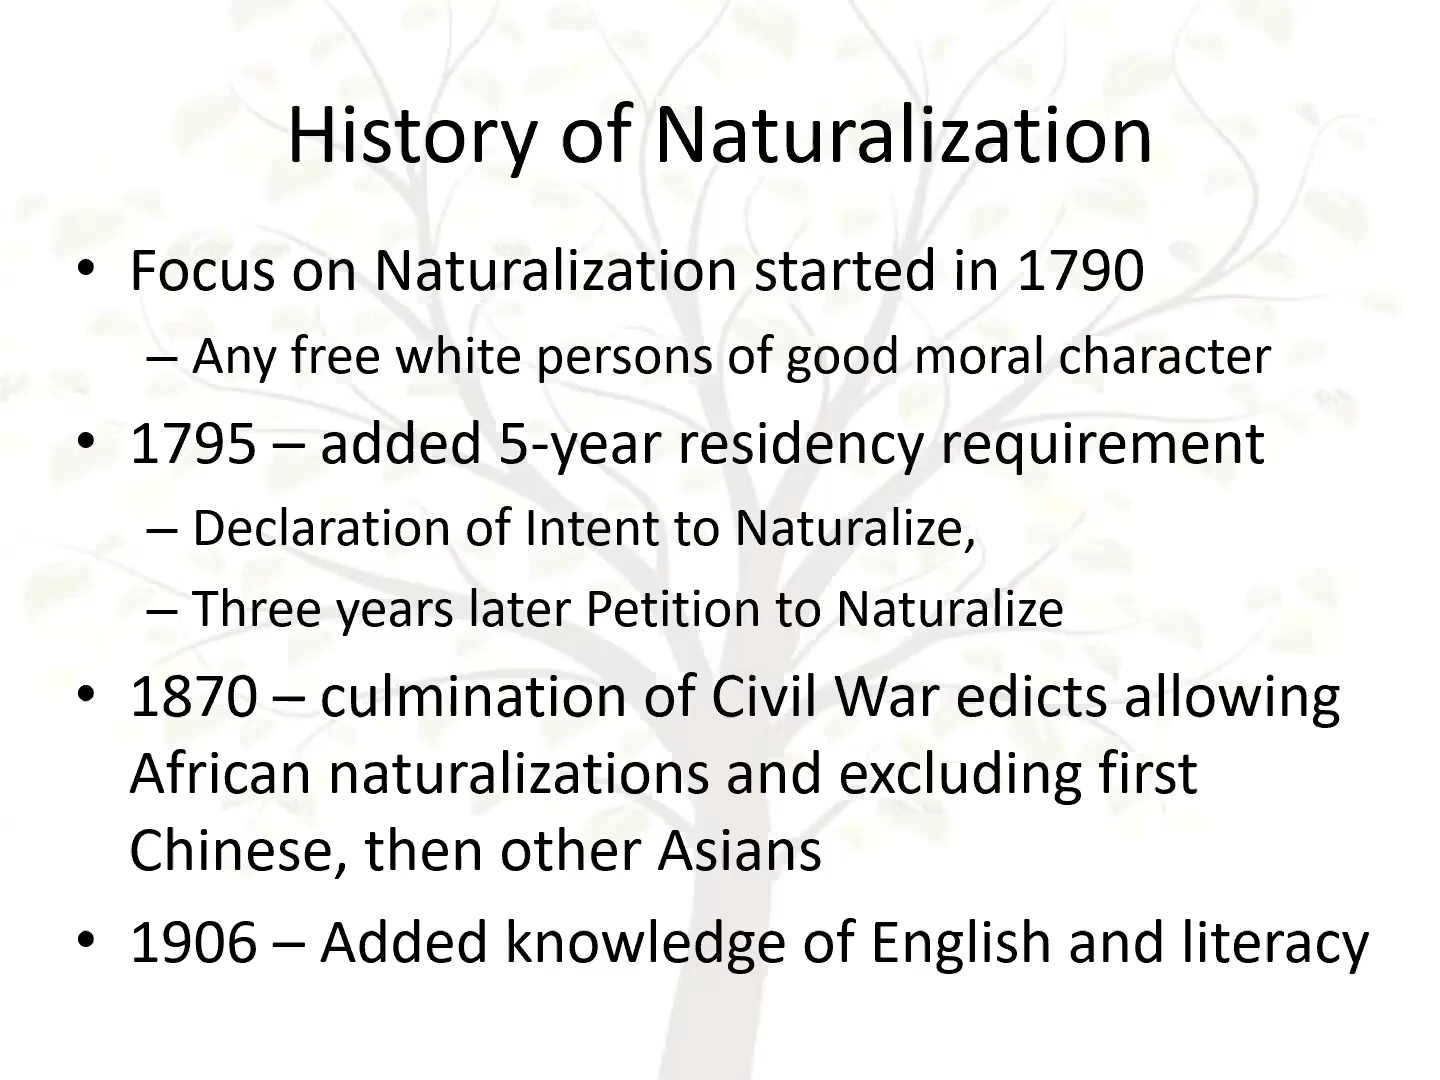 History of Naturalization
• Focus on Naturalization started in 1790
– Any free white persons of good moral character
• 1795 – added 5-year residency requirement
– Declaration of Intent to Naturalize,
– Three years later Petition to Naturalize
• 1870 – culmination of Civil War edicts allowing
African naturalizations and excluding first
Chinese, then other Asians
• 1906 – Added knowledge of English and literacy